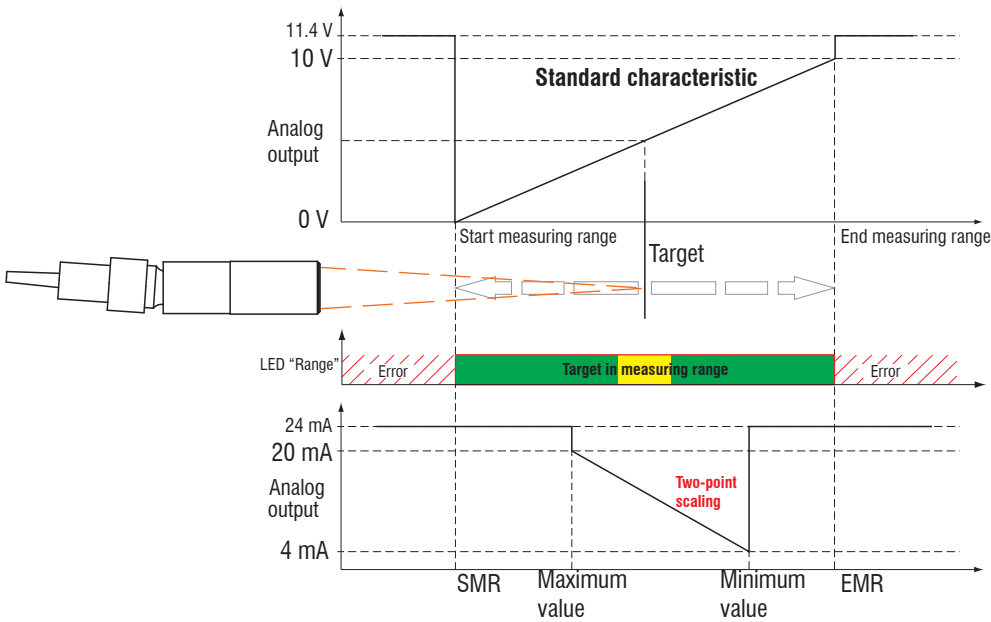 11.4 V
10 V
Standard characteristic
Analog
output
0 V
Start measuring range
End measuring range
Target
LED “Range”
Error
Target in measuring range
Error
24 mA
20 mA
Analog
output
Two-point
scaling
4 mA
SMR
Maximum
value
Minimum
value
EMR